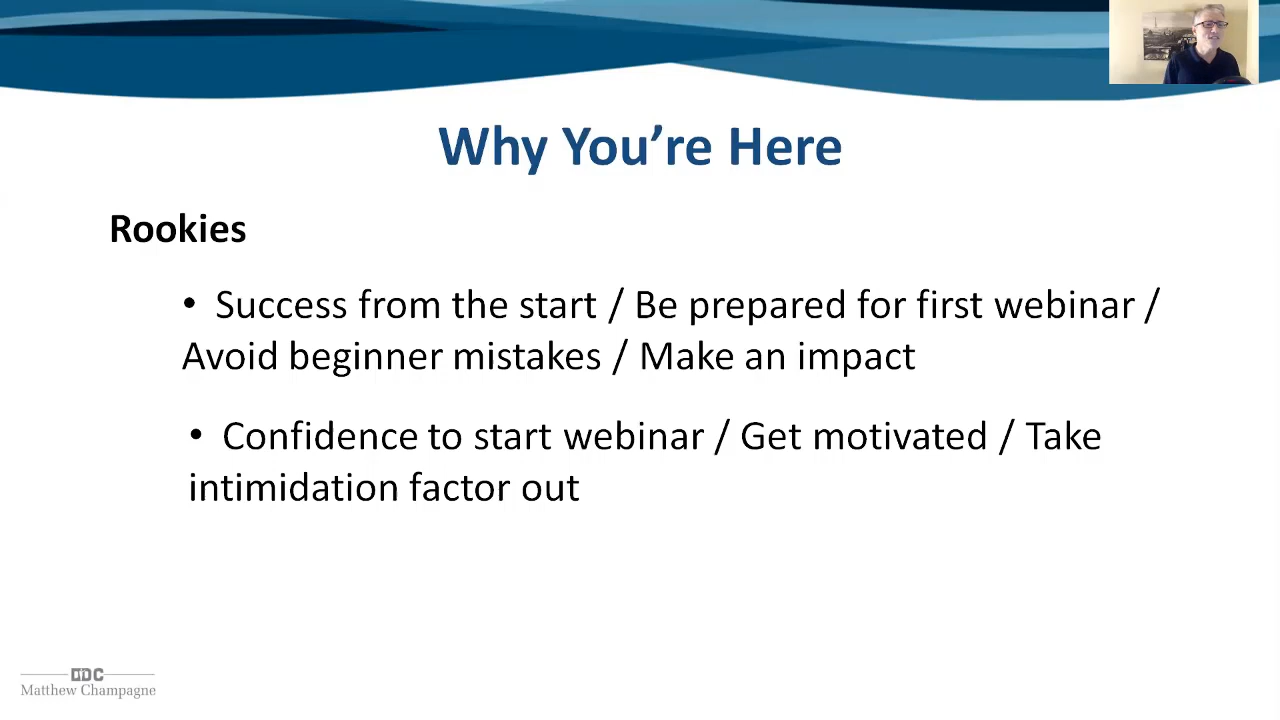 Why You’re Here
Rookies
• Success from the start / Be prepared for first webinar /
Avoid beginner mistakes / Make an impact
• Confidence to start webinar / Get motivated / Take
intimidation factor out
Matthew Champagne